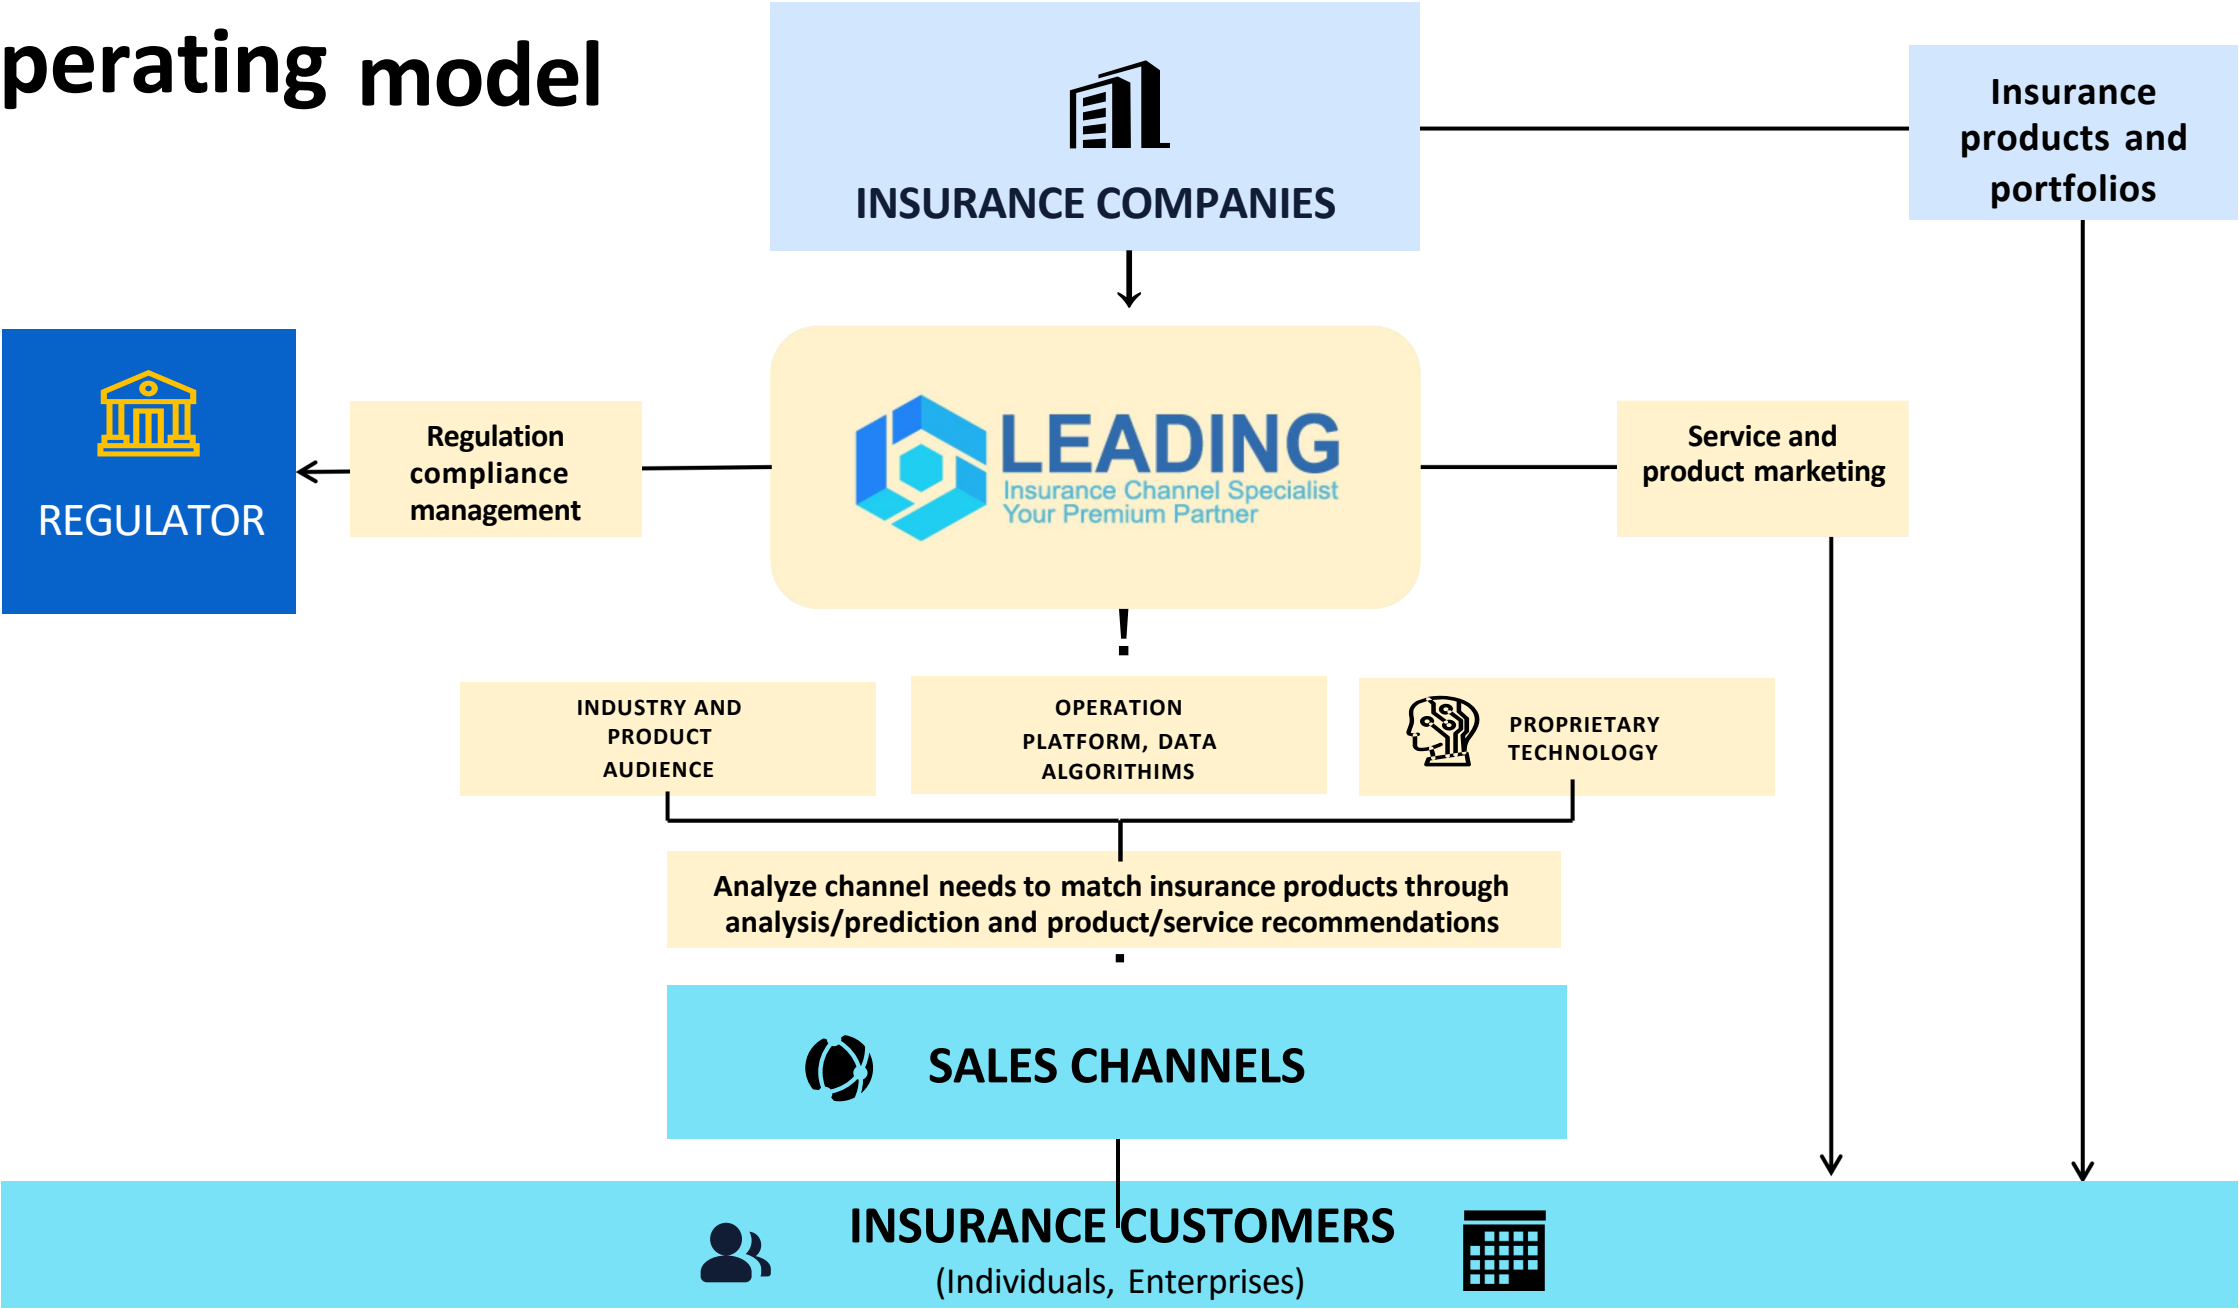 perating model
INSURANCE COMPANIES
Insurance
products and
portfolios
REGULATOR
Regulation
compliance
management
LEADING
Insurance Channel Specialist
Your Premium Partner
Service and
product marketing
!
INDUSTRY AND
PRODUCT
AUDIENCE
OPERATION
PLATFORM, DATA
ALGORITHIMS
PROPRIETARY
TECHNOLOGY
Analyze channel needs to match insurance products through
analysis/prediction and product/service recommendations
SALES CHANNELS
INSURANCE CUSTOMERS
(Individuals, Enterprises)